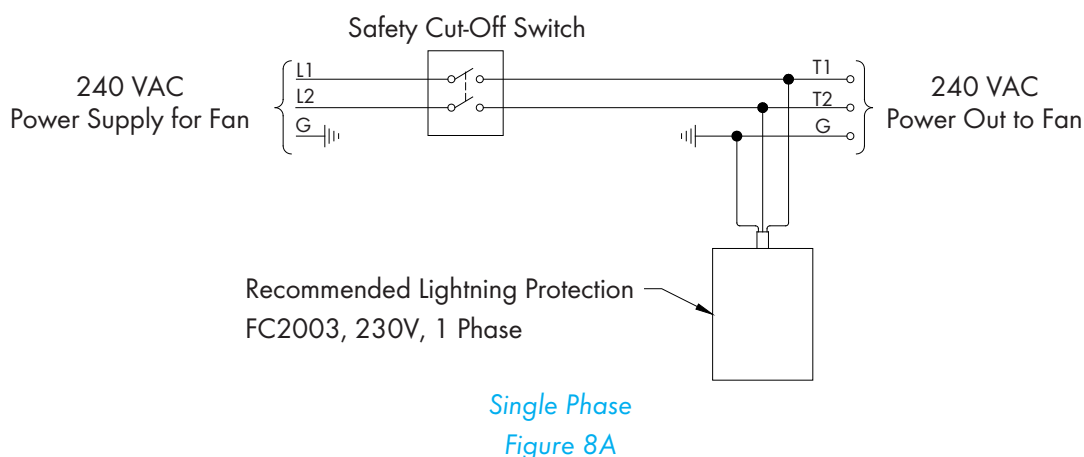 Safety Cut-Off Switch
240 VAC
Power Supply for Fan
L1
L2
G
T1
T2
G
240 VAC
Power Out to Fan
Recommended Lightning Protection
FC2003, 230V, 1 Phase
Single Phase
Figure 8A